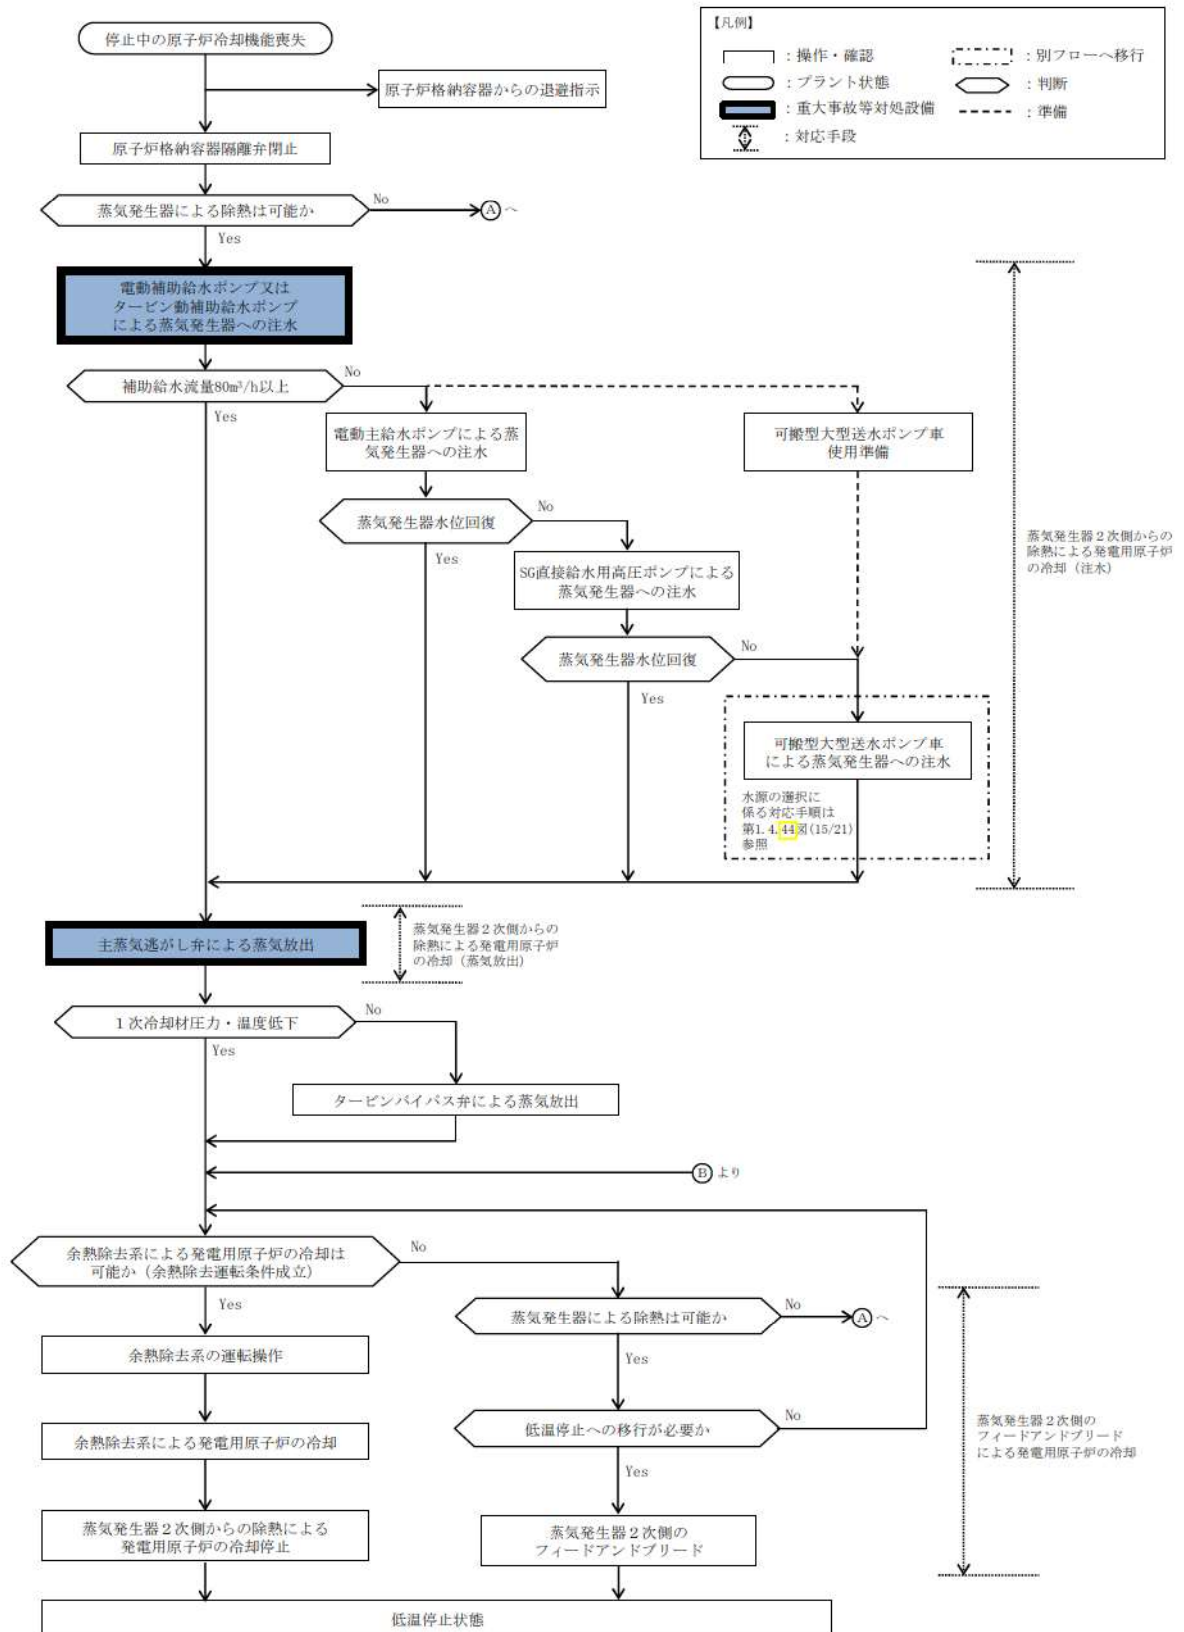 【凡例】
：操作・確認
：別フローへ移行
：プラント状態
：判断
：重大事故等対処設備
：準備
：対応手段
停止中の原子炉冷却機能喪失
原子炉格納容器からの退避指示
原子炉格納容器隔離弁閉止
蒸気発生器による除熱は可能か
No
Ⓐへ
Yes
電動補助給水ポンプ又は
タービン動補助給水ポンプ
による蒸気発生器への注水
補助給水流量80m³/h以上
No
Yes
電動主給水ポンプによる蒸
気発生器への注水
可搬型大型送水ポンプ車
使用準備
蒸気発生器水位回復
No
Yes
SG直接給水用高圧ポンプによる
蒸気発生器への注水
蒸気発生器水位回復
No
Yes
可搬型大型送水ポンプ車
による蒸気発生器への注水
水源の選択に
係る対応手順は
第1.4.44図(15/21)
参照
蒸気発生器２次側からの
除熱による発電用原子炉
の冷却（注水）
主蒸気逃がし弁による蒸気放出
蒸気発生器２次側からの
除熱による発電用原子炉
の冷却（蒸気放出）
１次冷却材圧力・温度低下
No
Yes
タービンバイパス弁による蒸気放出
Ⓑより
余熱除去系による発電用原子炉の冷却は
可能か（余熱除去運転条件成立）
No
Yes
蒸気発生器による除熱は可能か
No
Ⓐへ
Yes
余熱除去系の運転操作
低温停止への移行が必要か
No
Yes
余熱除去系による発電用原子炉の冷却
蒸気発生器２次側の
フィードアンドブリード
による発電用原子炉の冷却
蒸気発生器２次側からの除熱による
発電用原子炉の冷却停止
蒸気発生器２次側の
フィードアンドブリード
低温停止状態